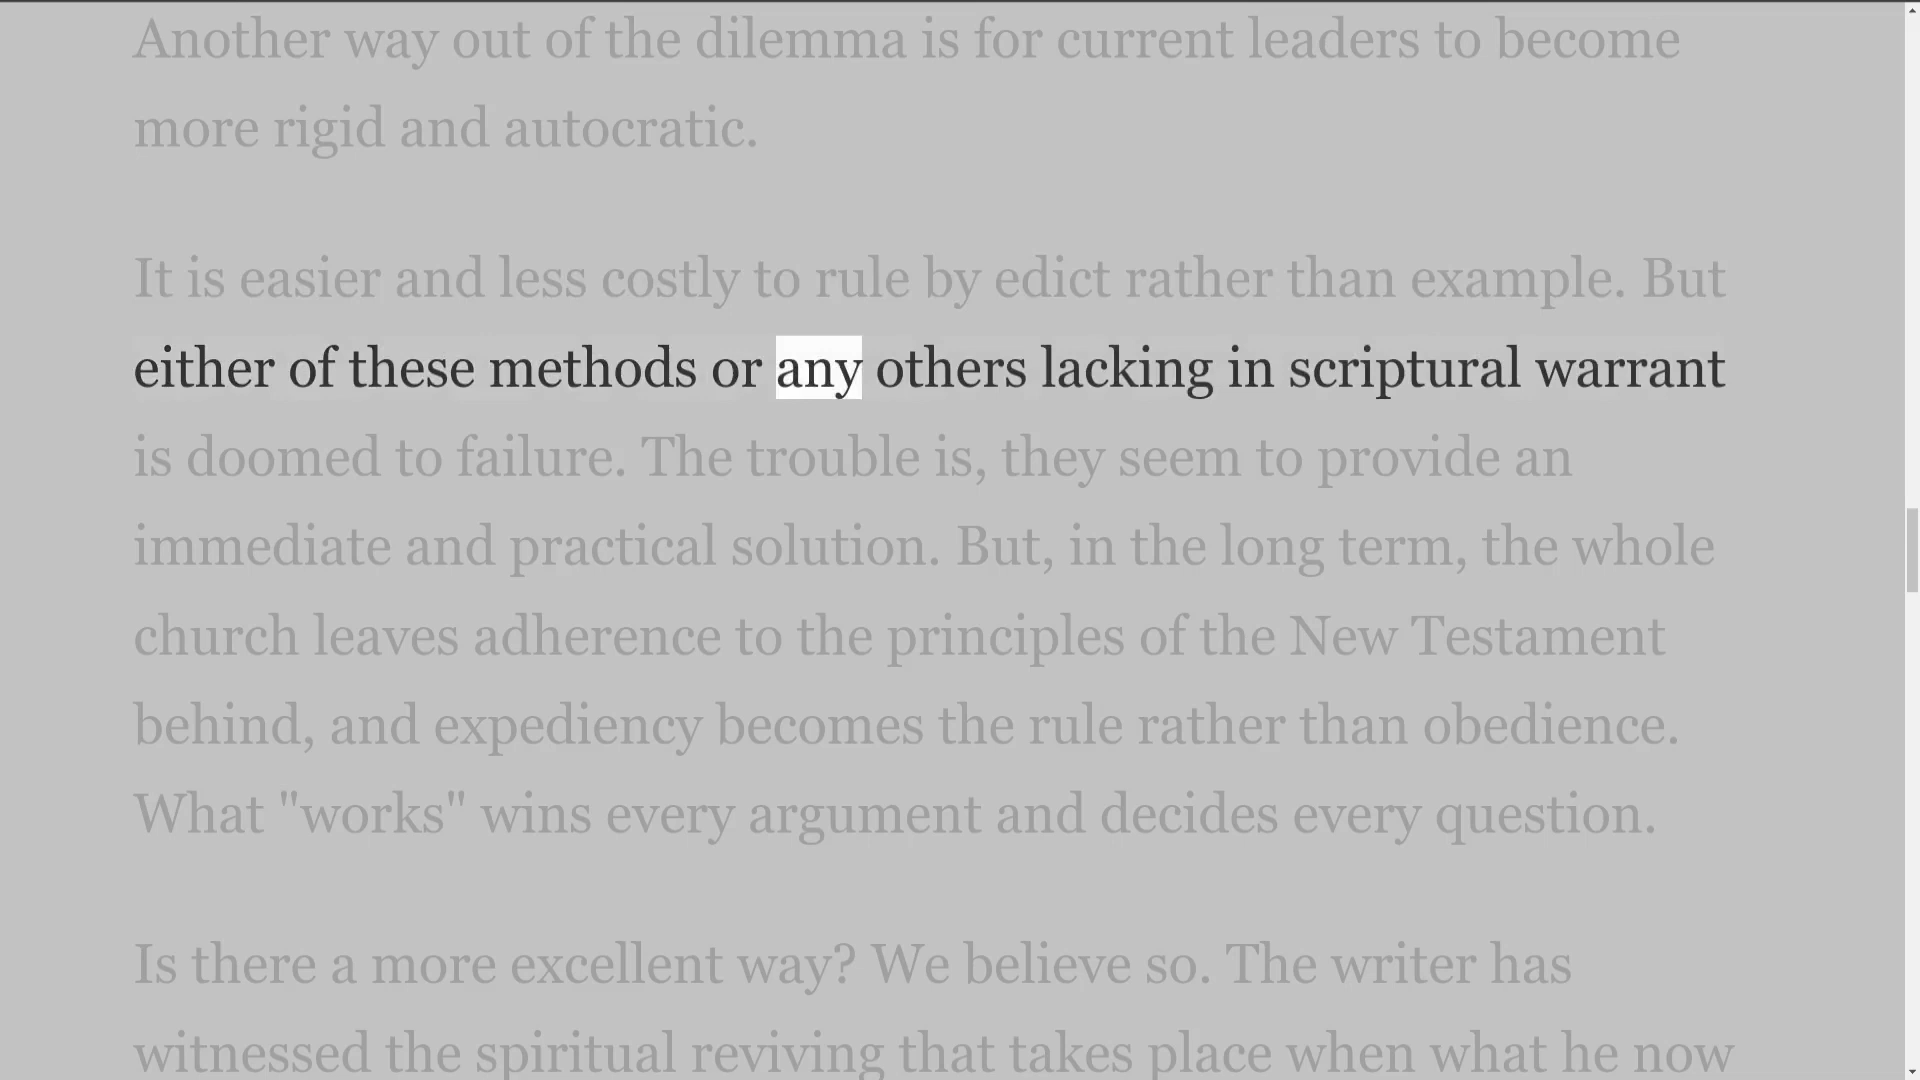 Another way out of the dilemma is for current leaders to become
more rigid and autocratic.
It is easier and less costly to rule by edict rather than example. But
either of these methods or any others lacking in scriptural warrant
is doomed to failure. The trouble is, they seem to provide an
immediate and practical solution. But, in the long term, the whole
church leaves adherence to the principles of the New Testament
behind, and expediency becomes the rule rather than obedience.
What "works" wins every argument and decides every question.
Is there a more excellent way? We believe so. The writer has
witnessed the spiritual reviving that takes place when what he now